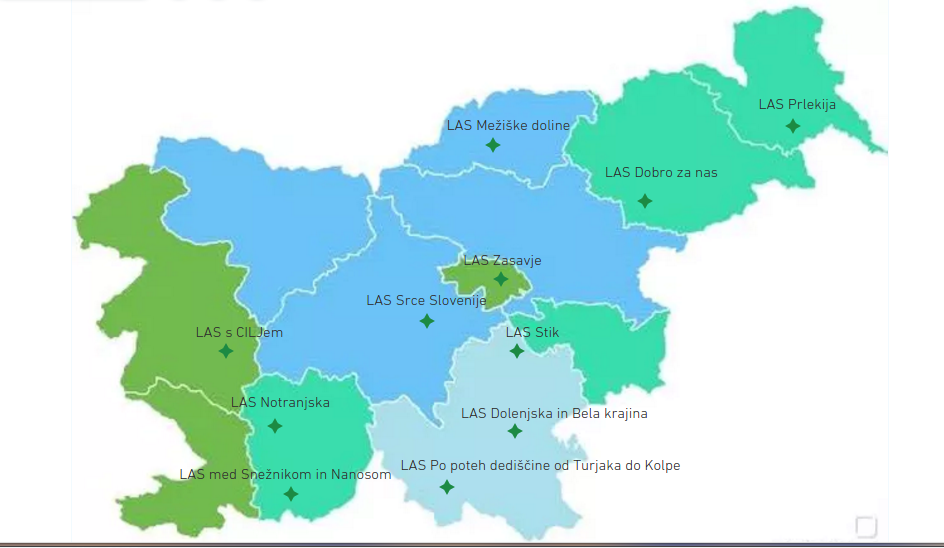 LAS Prlekija
LAS Mežiške doline
LAS Dobro za nas
LAS Zasavje
LAS Srce Slovenije
LAS s CILJem
LAS Stik
LAS Notranjska
LAS Dolenjska in Bela krajina
LAS Po poteh dediščine od Turjaka do Kolpe
LAS med Snežnikom in Nanosom